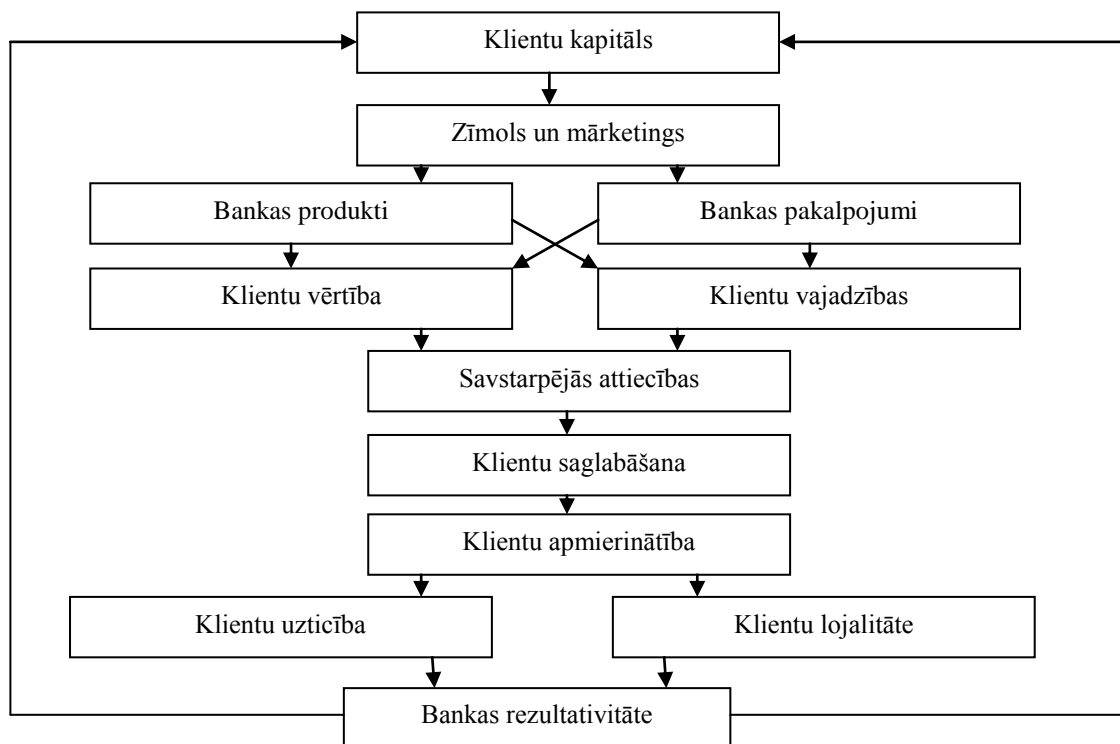 Klientu kapitāls
Zīmols un mārketings
Bankas produkti
Bankas pakalpojumi
Klientu vērtība
Klientu vajadzības
Savstarpējās attiecības
Klientu saglabāšana
Klientu apmierinātība
Klientu uzticība
Klientu lojalitāte
Bankas rezultativitāte